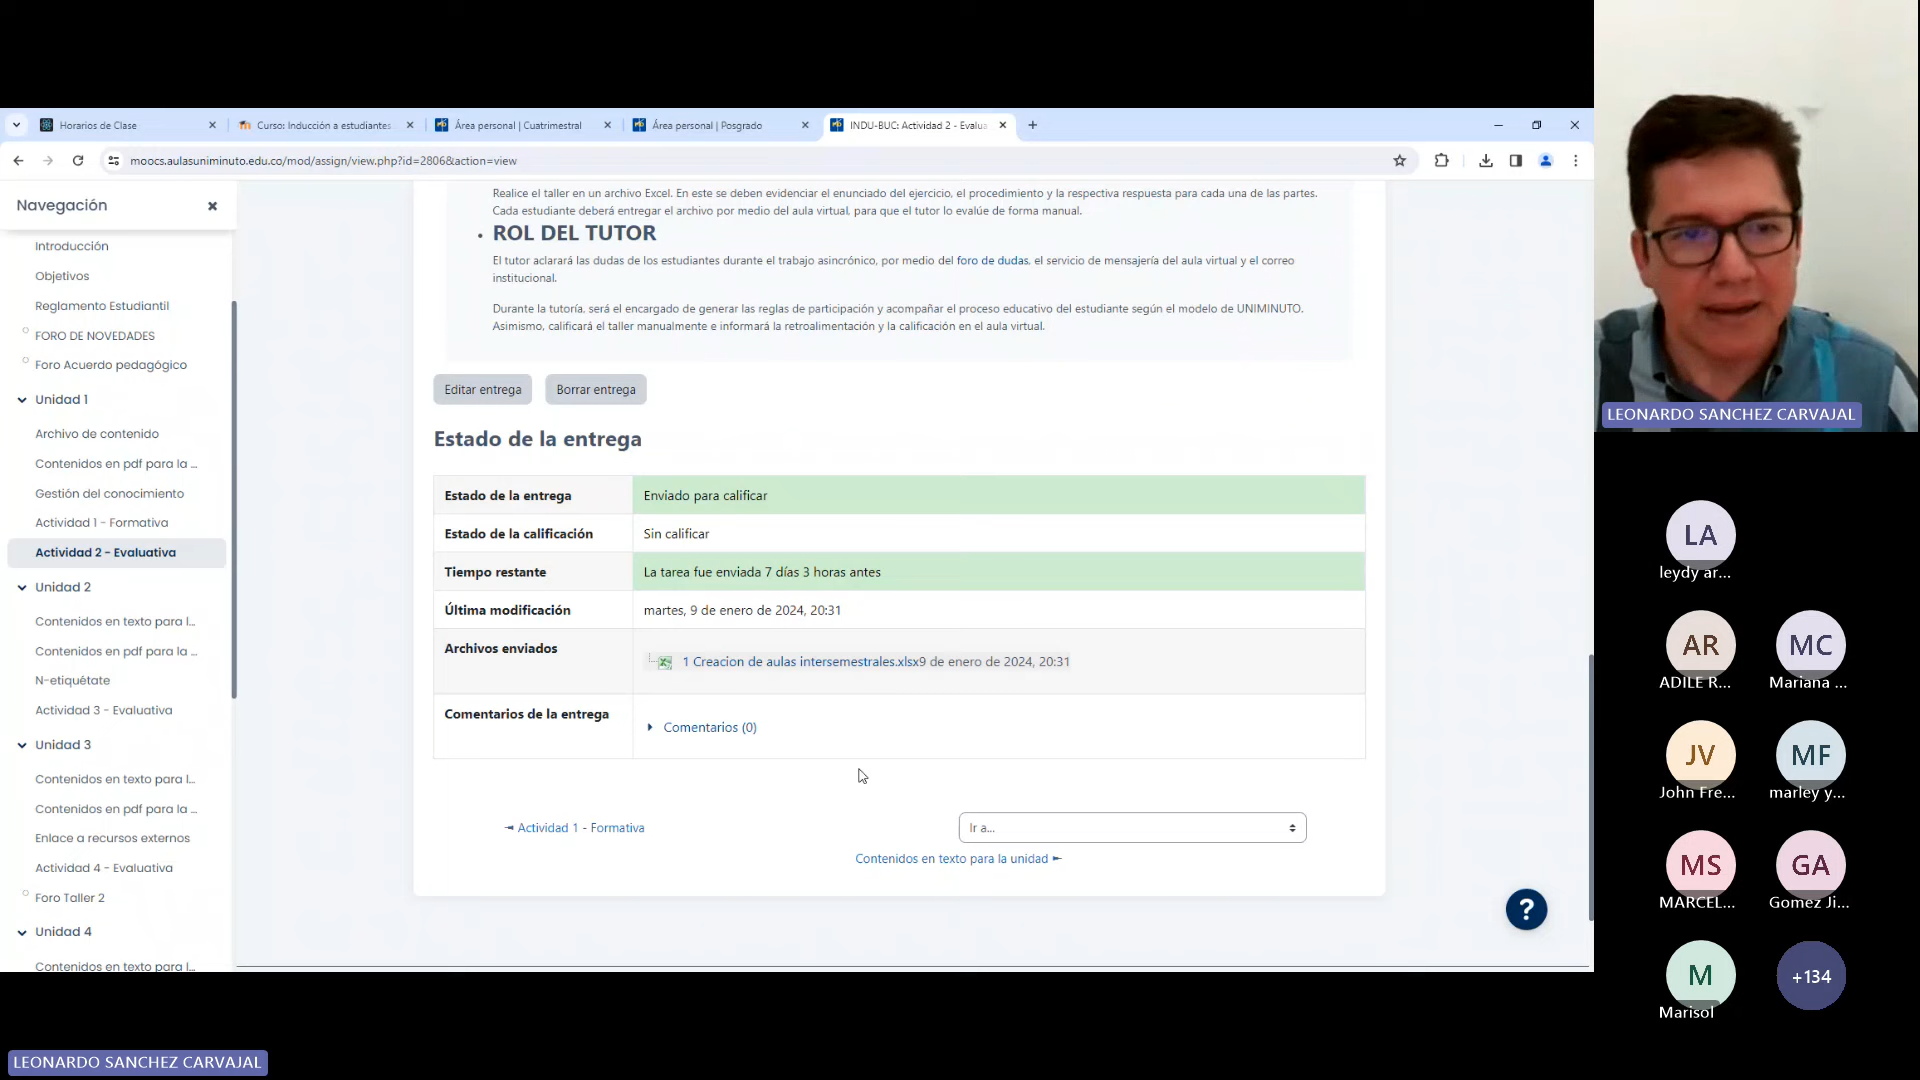 Horarios de Clase
Curso: Inducción a estudiantes
Área personal | Cuatrimestral
Área personal | Posgrado
INDU-BUC: Actividad 2 - Evalua
moocs.aulasuniminuto.edu.co/mod/assign/view.php?id=2806&action=view
Navegación
Introducción
Objetivos
Reglamento Estudiantil
FORO DE NOVEDADES
Foro Acuerdo pedagógico
Unidad 1
Archivo de contenido
Contenidos en pdf para la ...
Gestión del conocimiento
Actividad 1 - Formativa
Actividad 2 - Evaluativa
Unidad 2
Contenidos en texto para l...
Contenidos en pdf para la ...
N-etiquétate
Actividad 3 - Evaluativa
Unidad 3
Contenidos en texto para l...
Contenidos en pdf para la ...
Enlace a recursos externos
Actividad 4 - Evaluativa
Foro Taller 2
Unidad 4
Contenidos en texto para l...
Realice el taller en un archivo Excel. En este se deben evidenciar el enunciado del ejercicio, el procedimiento y la respectiva respuesta para cada una de las partes.
Cada estudiante deberá entregar el archivo por medio del aula virtual, para que el tutor lo evalúe de forma manual.
• ROL DEL TUTOR
El tutor aclarará las dudas de los estudiantes durante el trabajo asincrónico, por medio del foro de dudas, el servicio de mensajería del aula virtual y el correo
institucional.
Durante la tutoría, será el encargado de generar las reglas de participación y acompañar el proceso educativo del estudiante según el modelo de UNIMINUTO.
Asimismo, calificará el taller manualmente e informará la retroalimentación y la calificación en el aula virtual.
Editar entrega
Borrar entrega
Estado de la entrega
Estado de la entrega Enviado para calificar
Estado de la calificación Sin calificar
Tiempo restante La tarea fue enviada 7 días 3 horas antes
Última modificación martes, 9 de enero de 2024, 20:31
Archivos enviados
1 Creacion de aulas intersemestrales.xlsx9 de enero de 2024, 20:31
Comentarios de la entrega
Comentarios (0)
◄ Actividad 1 - Formativa
Ir a...
Contenidos en texto para la unidad ►
?
LEONARDO SANCHEZ CARVAJAL
LA
leydy ar...
AR
ADILE R...
MC
Mariana ...
JV
John Fre...
MF
marley y...
MS
MARCEL...
GA
Gomez Ji...
M
Marisol
+134
LEONARDO SANCHEZ CARVAJAL